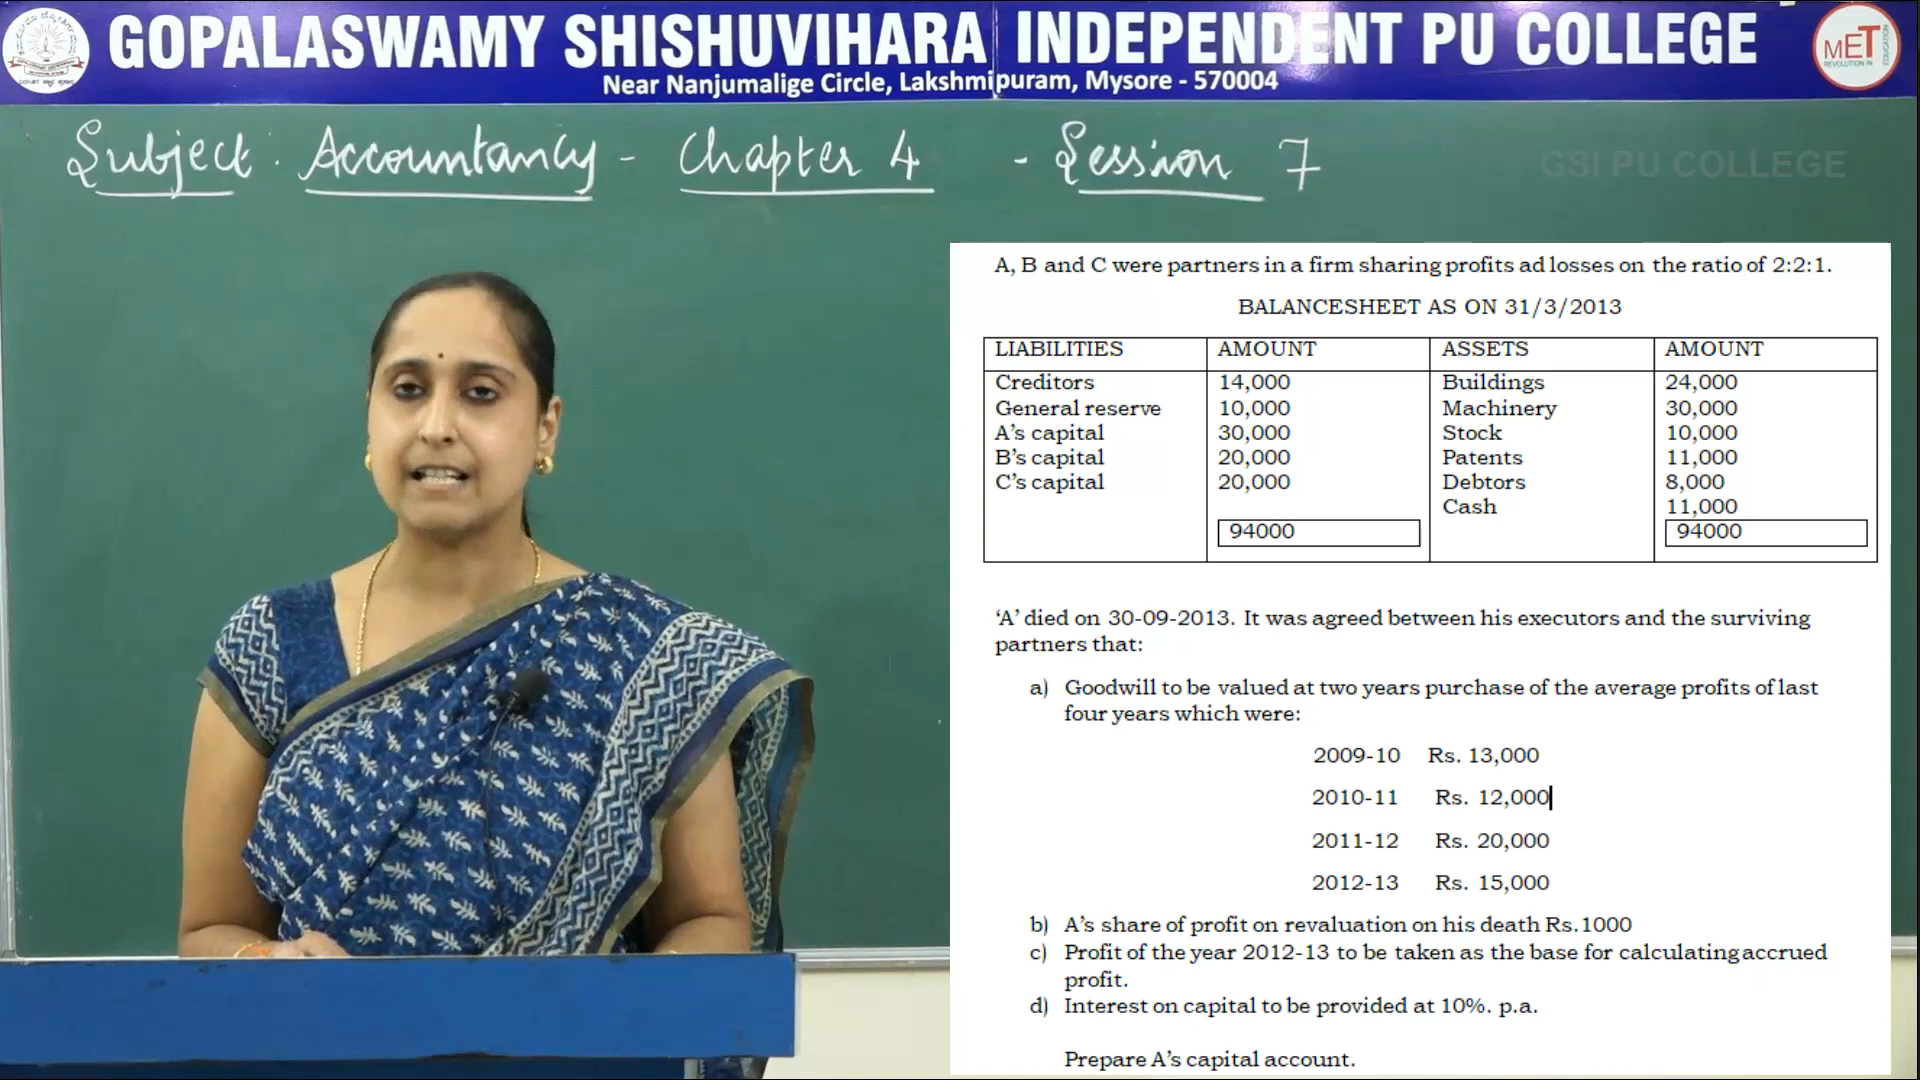 GOPALASWAMY SHISHUVIHARA INDEPENDENT PU COLLEGE
Near Nanjumalige Circle, Lakshmipuram, Mysore - 570004
MET
REVOLUTION IN
EDUCATION
Subject: Accountancy - Chapter 4 - Session 7
GSI PU COLLEGE
A, B and C were partners in a firm sharing profits ad losses on the ratio of 2:2:1.
BALANCESHEET AS ON 31/3/2013
LIABILITIES AMOUNT ASSETS AMOUNT
Creditors 14,000 Buildings 24,000
General reserve 10,000 Machinery 30,000
A's capital 30,000 Stock 10,000
B's capital 20,000 Patents 11,000
C's capital 20,000 Debtors 8,000
Cash 11,000
94000 94000
‘A’ died on 30-09-2013. It was agreed between his executors and the surviving
partners that:
a) Goodwill to be valued at two years purchase of the average profits of last
four years which were:
2009-10 Rs. 13,000
2010-11 Rs. 12,000
2011-12 Rs. 20,000
2012-13 Rs. 15,000
b) A’s share of profit on revaluation on his death Rs.1000
c) Profit of the year 2012-13 to be taken as the base for calculating accrued
profit.
d) Interest on capital to be provided at 10%. p.a.
Prepare A’s capital account.